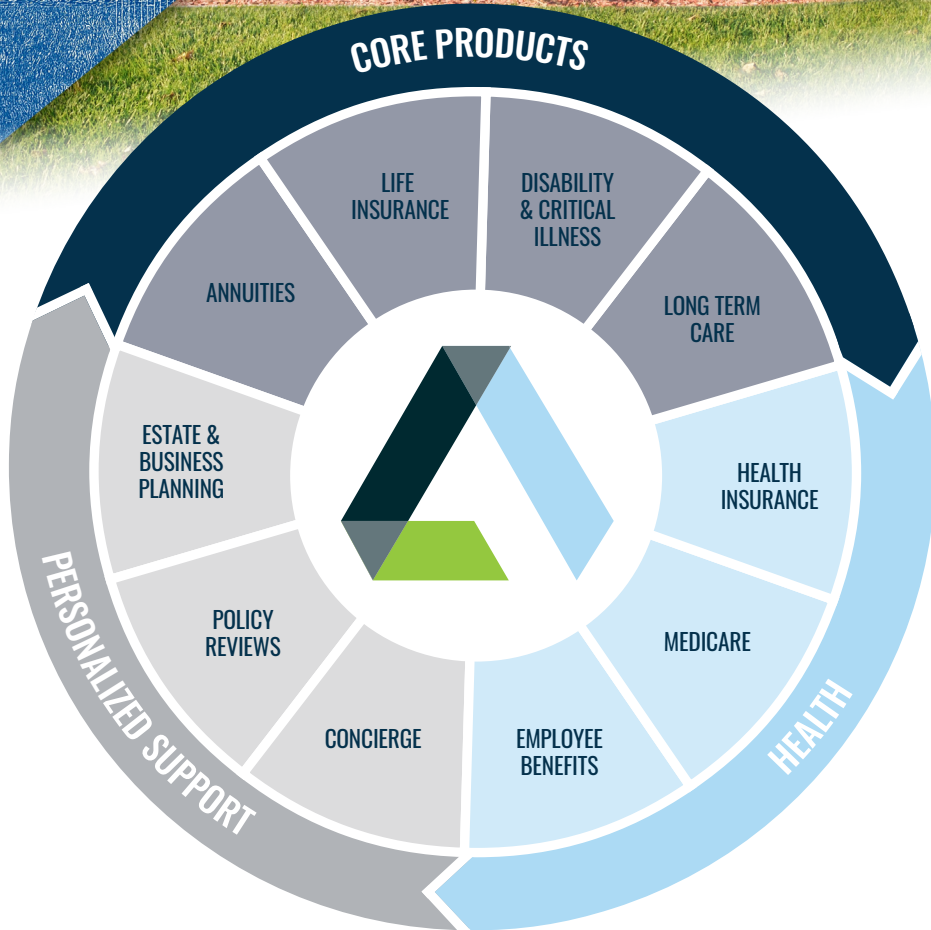 CORE PRODUCTS
LIFE
INSURANCE
DISABILITY
& CRITICAL
ILLNESS
ANNUITIES
LONG TERM
CARE
ESTATE &
BUSINESS
PLANNING
HEALTH
INSURANCE
POLICY
REVIEWS
MEDICARE
CONCIERGE
EMPLOYEE
BENEFITS
PERSONALIZED SUPPORT
HEALTH